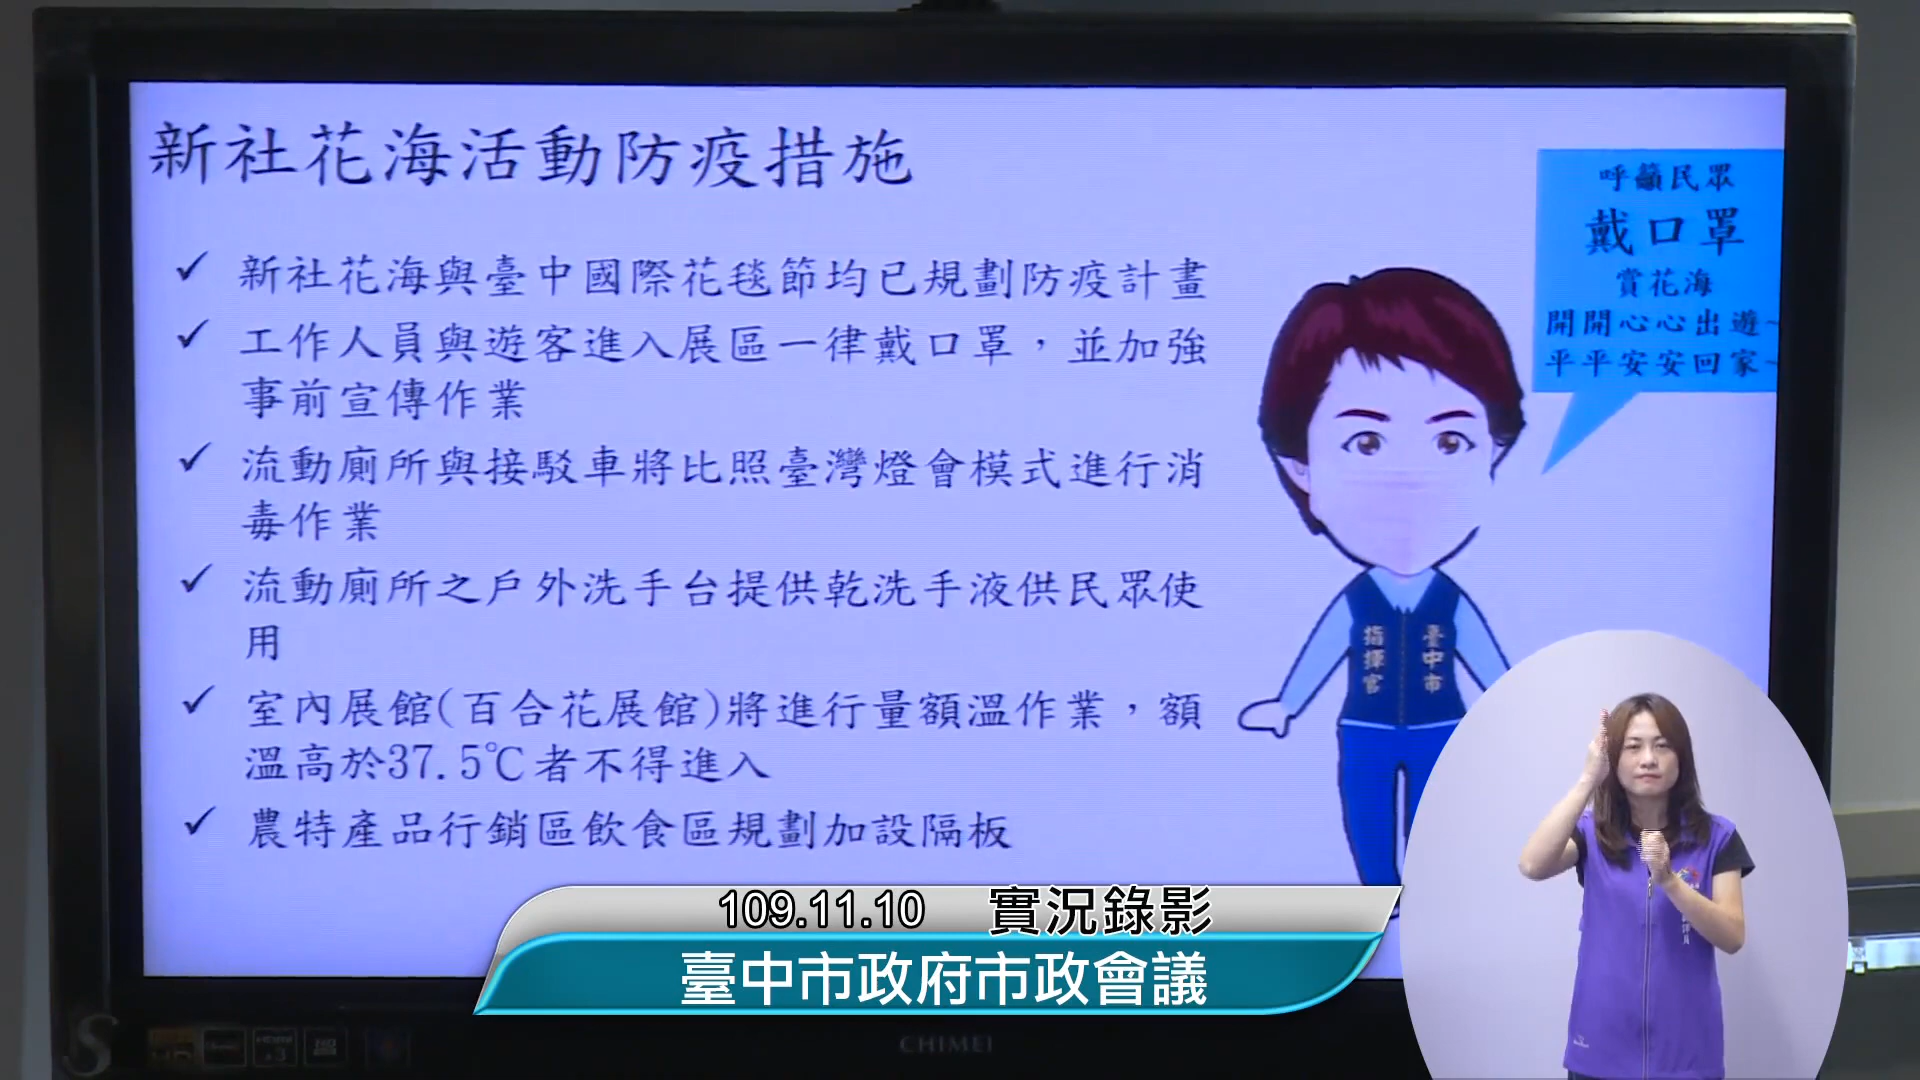 新社花海活動防疫措施
新社花海與臺中國際花毯節均已規劃防疫計畫
工作人員與遊客進入展區一律戴口罩，並加強
事前宣傳作業
流動廁所與接駁車將比照臺灣燈會模式進行消
毒作業
流動廁所之戶外洗手台提供乾洗手液供民眾使
用
室內展館(百合花展館)將進行量額溫作業，額
溫高於37.5℃者不得進入
農特產品行銷區飲食區規劃加設隔板
呼籲民眾
戴口罩
賞花海
開開心心出遊~
平平安安回家~
臺中市
指揮官
109.11.10 實況錄影
臺中市政府市政會議
CHIMEI